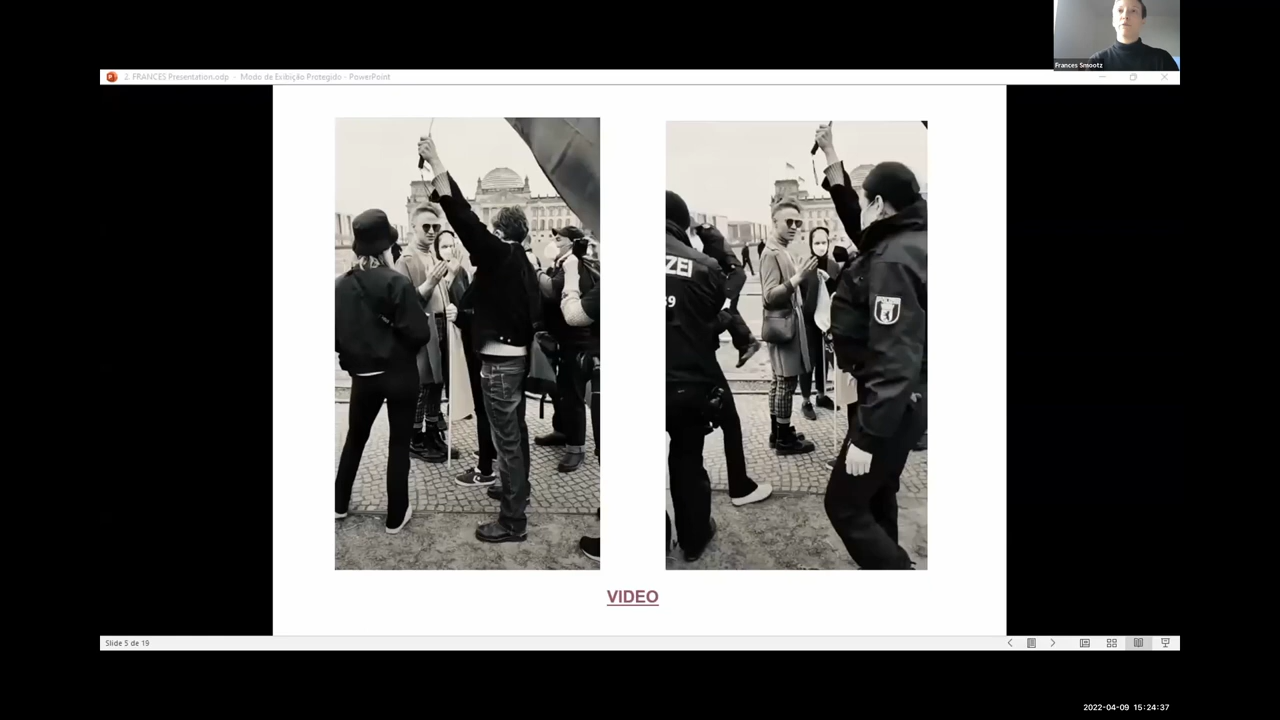 Frances Smootz
2. FRANCES Presentation.odp - Modo de Exibição Protegido - PowerPoint
ZEI
59
VIDEO
Slide 5 de 19
2022-04-09 15:24:37